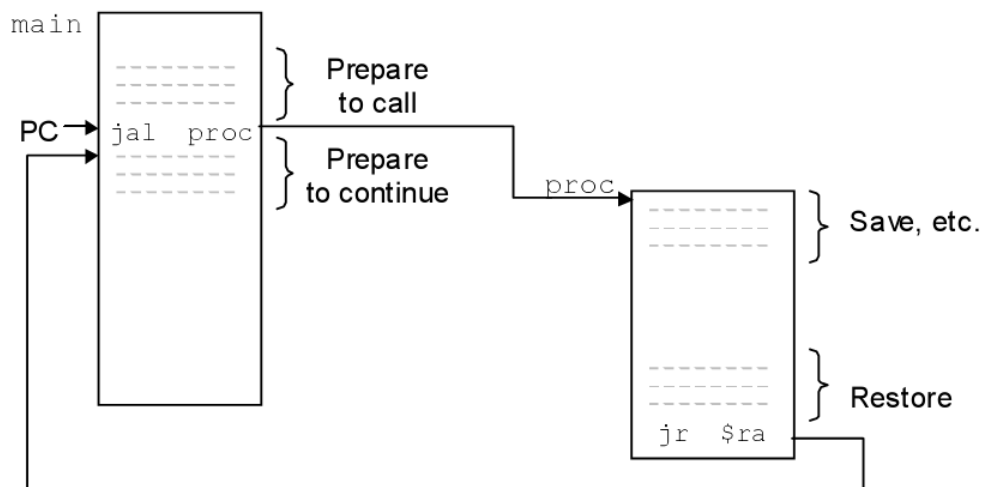 main
Prepare
to call
PC
jal proc
Prepare
to continue
proc
Save, etc.
Restore
jr $ra